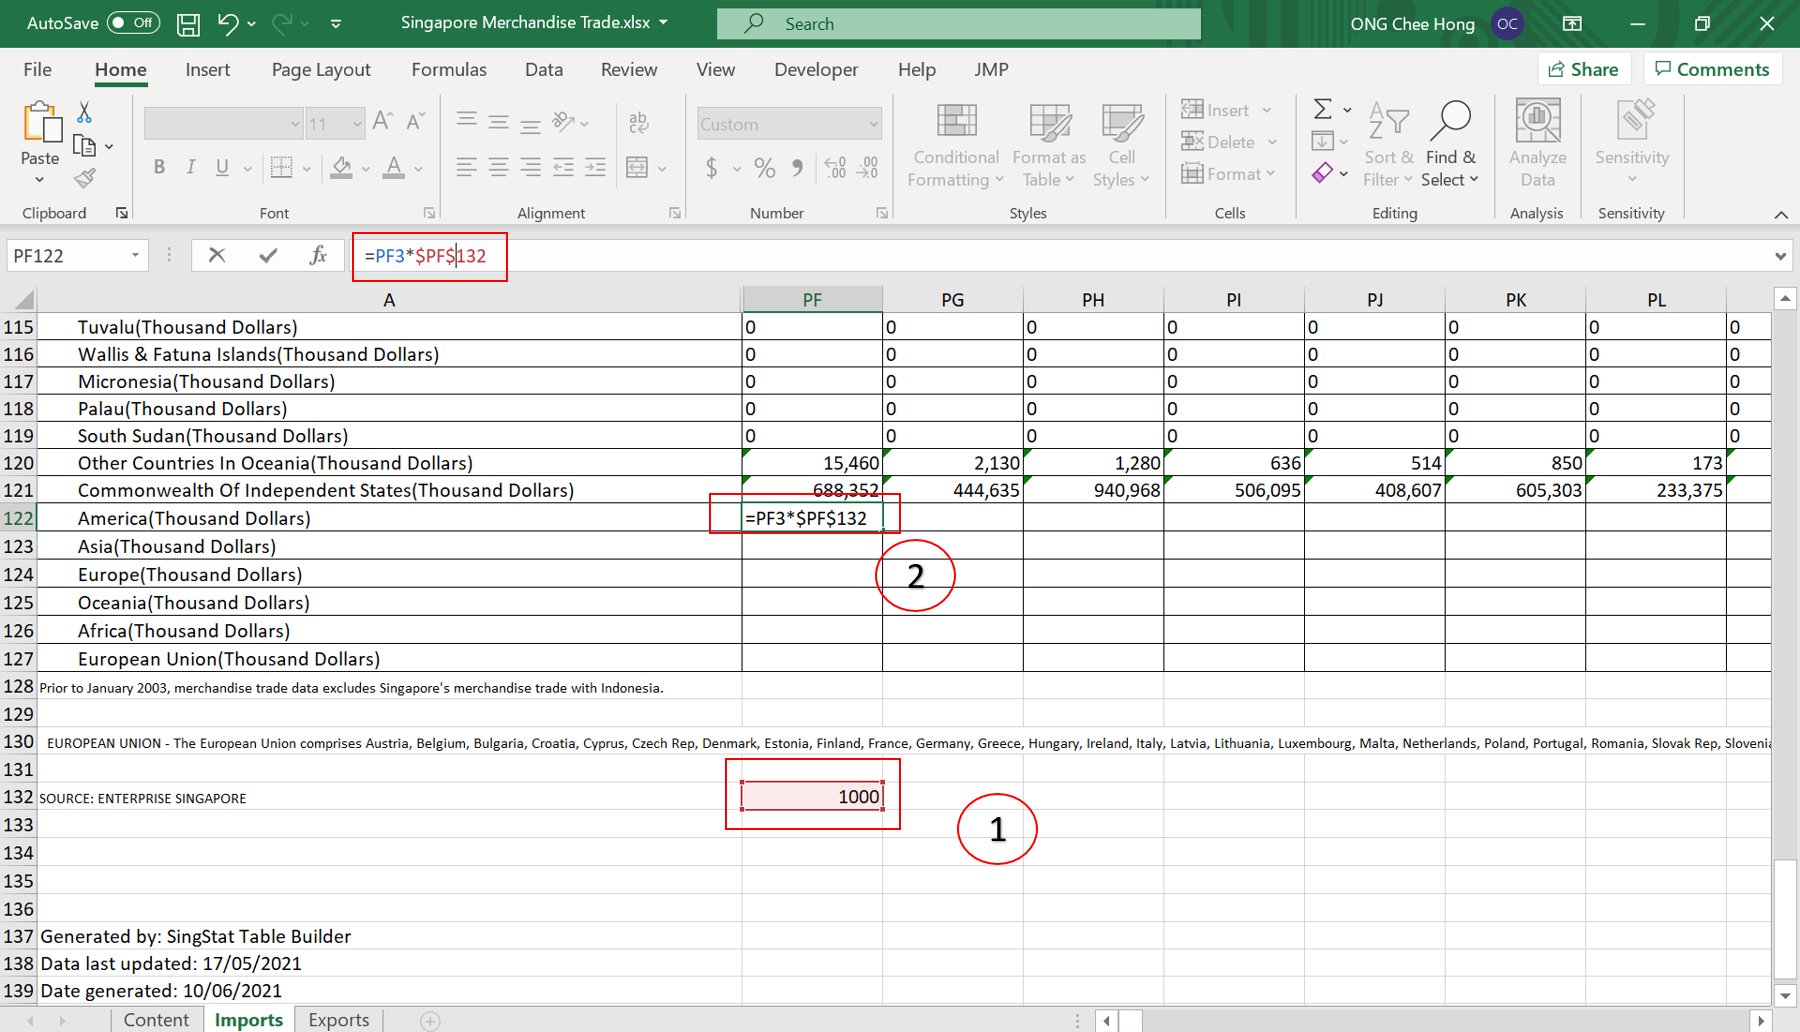 AutoSave Off Singapore Merchandise Trade.xlsx Search ONG Chee Hong OC
File Home Insert Page Layout Formulas Data Review View Developer Help JMP Share Comments
Paste
Clipboard
11
B I U A
Font
ab
Alignment
Custom
$ % 9 .00 .00
Number
Conditional Formatting
Format as Table
Cell Styles
Styles
Insert
Delete
Format
Cells
Sort & Filter
Find & Select
Editing
Analyze Data
Analysis
Sensitivity
Sensitivity
PF122 fx =PF3*$PF$132
A PF PG PH PI PJ PK PL
115 Tuvalu(Thousand Dollars) 0 0 0 0 0 0 0 0
116 Wallis & Fatuna Islands(Thousand Dollars) 0 0 0 0 0 0 0 0
117 Micronesia(Thousand Dollars) 0 0 0 0 0 0 0 0
118 Palau(Thousand Dollars) 0 0 0 0 0 0 0 0
119 South Sudan(Thousand Dollars) 0 0 0 0 0 0 0 0
120 Other Countries In Oceania(Thousand Dollars) 15,460 2,130 1,280 636 514 850 173
121 Commonwealth Of Independent States(Thousand Dollars) 688,352 444,635 940,968 506,095 408,607 605,303 233,375
122 America(Thousand Dollars) =PF3*$PF$132
123 Asia(Thousand Dollars)
124 Europe(Thousand Dollars) 2
125 Oceania(Thousand Dollars)
126 Africa(Thousand Dollars)
127 European Union(Thousand Dollars)
128 Prior to January 2003, merchandise trade data excludes Singapore's merchandise trade with Indonesia.
129
130 EUROPEAN UNION - The European Union comprises Austria, Belgium, Bulgaria, Croatia, Cyprus, Czech Rep, Denmark, Estonia, Finland, France, Germany, Greece, Hungary, Ireland, Italy, Latvia, Lithuania, Luxembourg, Malta, Netherlands, Poland, Portugal, Romania, Slovak Rep, Slovenia
131
132 SOURCE: ENTERPRISE SINGAPORE 1000
133 1
134
135
136
137 Generated by: SingStat Table Builder
138 Data last updated: 17/05/2021
139 Date generated: 10/06/2021
Content Imports Exports